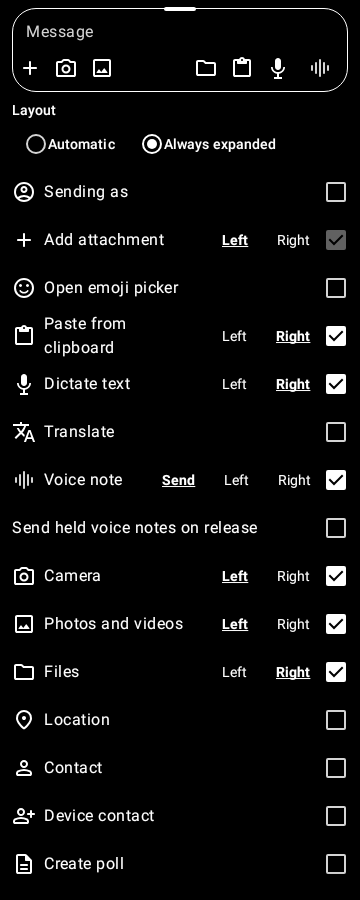 Message
Layout
Automatic Always expanded
Sending as
Add attachment Left Right
Open emoji picker
Paste from
clipboard Left Right
Dictate text Left Right
Translate
Voice note Send Left Right
Send held voice notes on release
Camera Left Right
Photos and videos Left Right
Files Left Right
Location
Contact
Device contact
Create poll